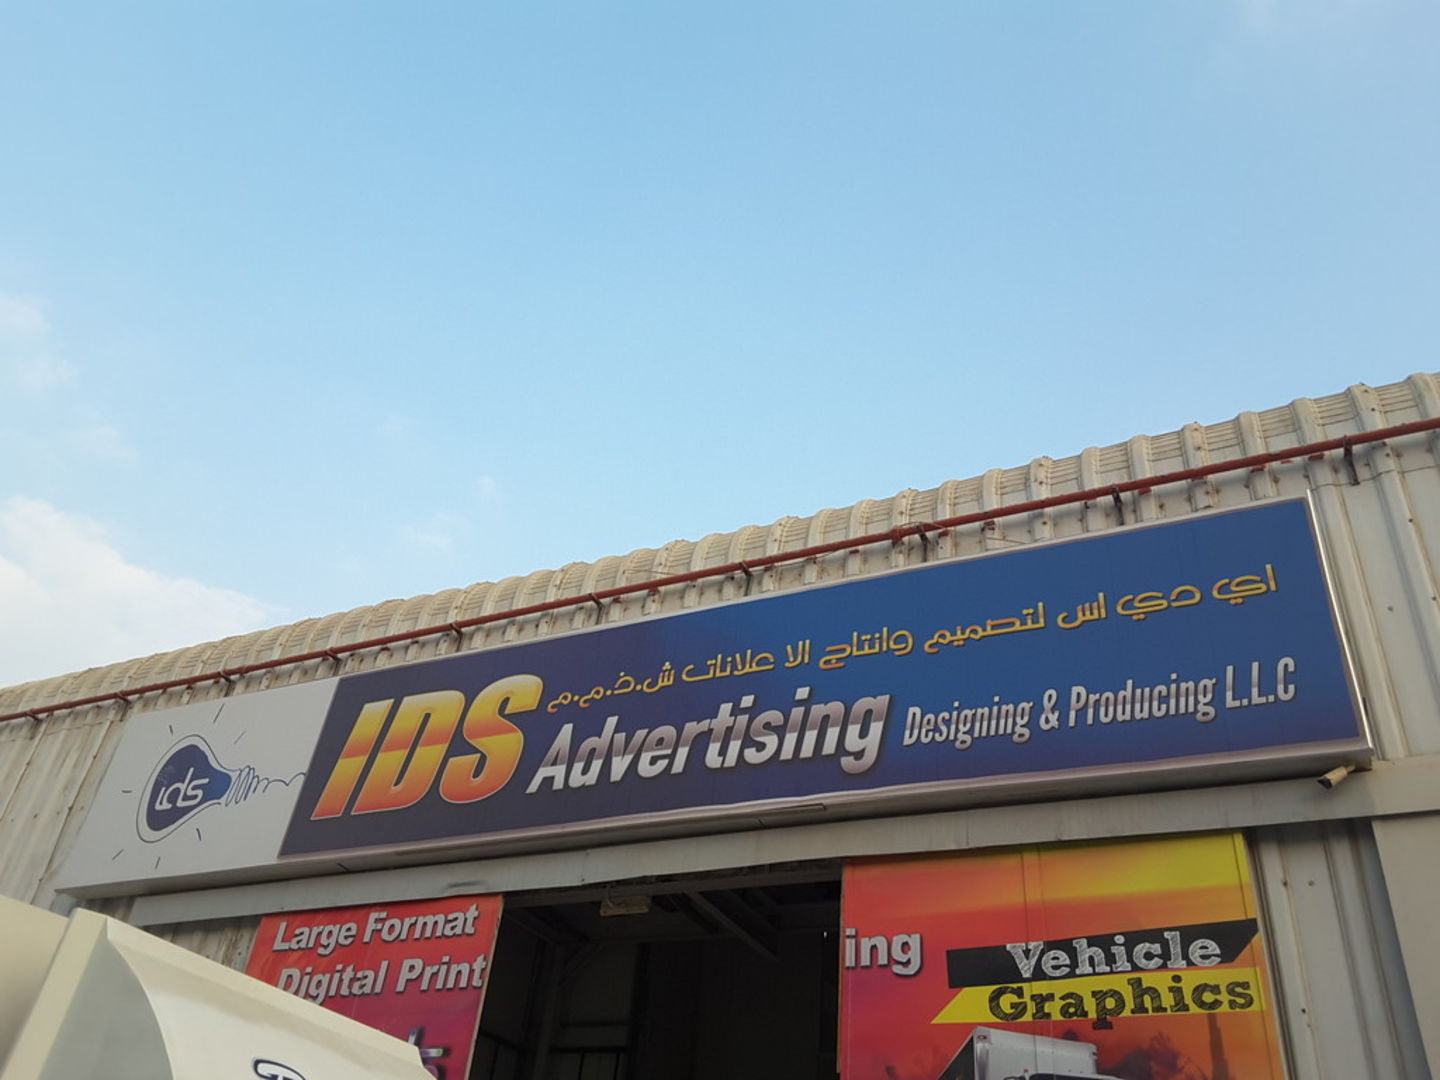 اي دي اس لتصميم وانتاج الا علانات ش.ذ.م.م
ids
IDS Advertising Designing & Producing L.L.C
Large Format
Digital Print
ing
Vehicle
Graphics